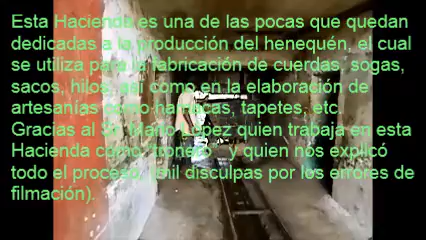 Esta Hacienda es una de las pocas que quedan
dedicadas a la producción del henequén, el cual
se utiliza para la fabricación de cuerdas, sogas,
sacos, hilos, así como en la elaboración de
artesanías como hamacas, tapetes, etc.
Gracias al Sr Mario López quien trabaja en esta
Hacienda como "tronero" y quien nos explicó
todo el proceso. (mil disculpas por los errores de
filmación).